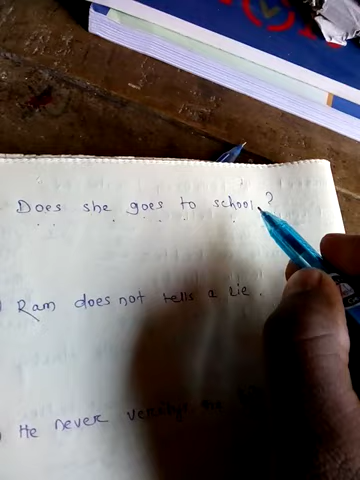 Does she goes to school ?
Ram does not tells a lie .
He never